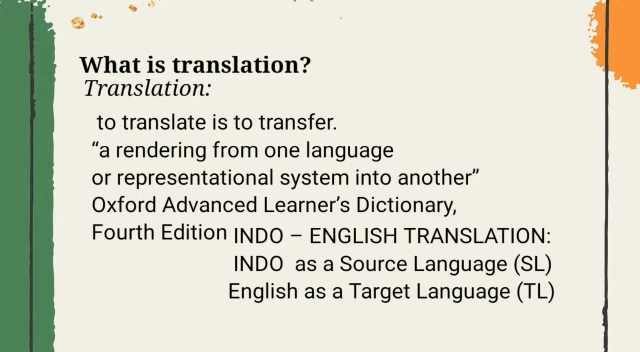 What is translation?
Translation:
to translate is to transfer.
“a rendering from one language
or representational system into another”
Oxford Advanced Learner’s Dictionary,
Fourth Edition
INDO – ENGLISH TRANSLATION:
INDO as a Source Language (SL)
English as a Target Language (TL)